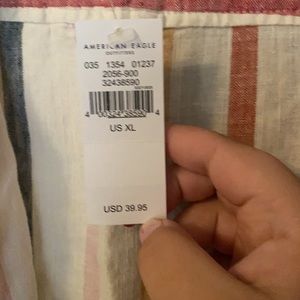 AMERICAN EAGLE
OUTFITTERS
035 1354 01237
2056-900
32438590
US XL
USD 39.95